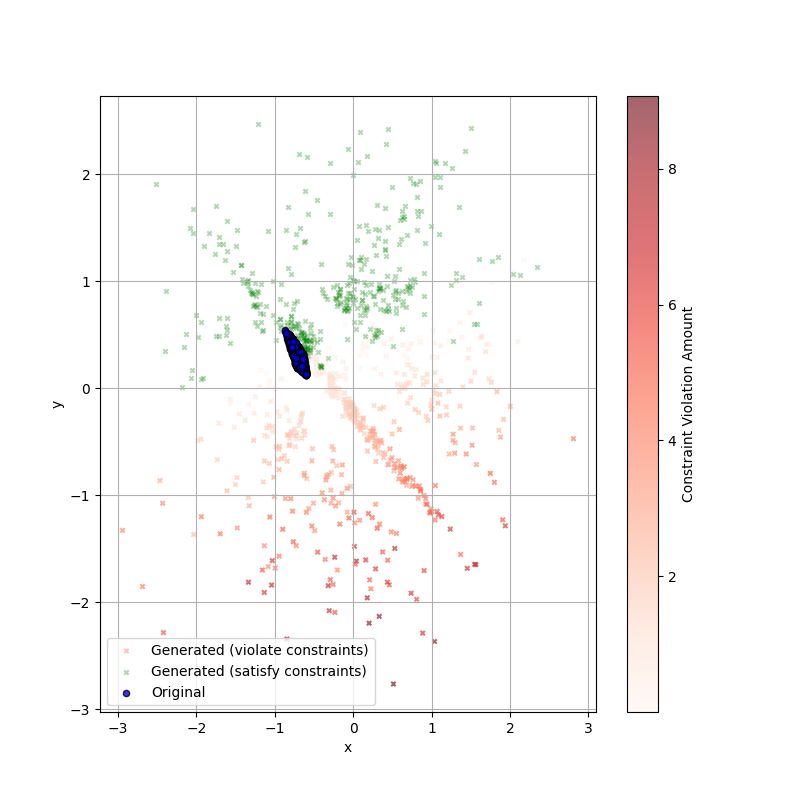 2
1
0
−1
−2
−3
y
−3
−2
−1
0
1
2
3
x
Generated (violate constraints)
Generated (satisfy constraints)
Original
8
6
4
2
Constraint Violation Amount